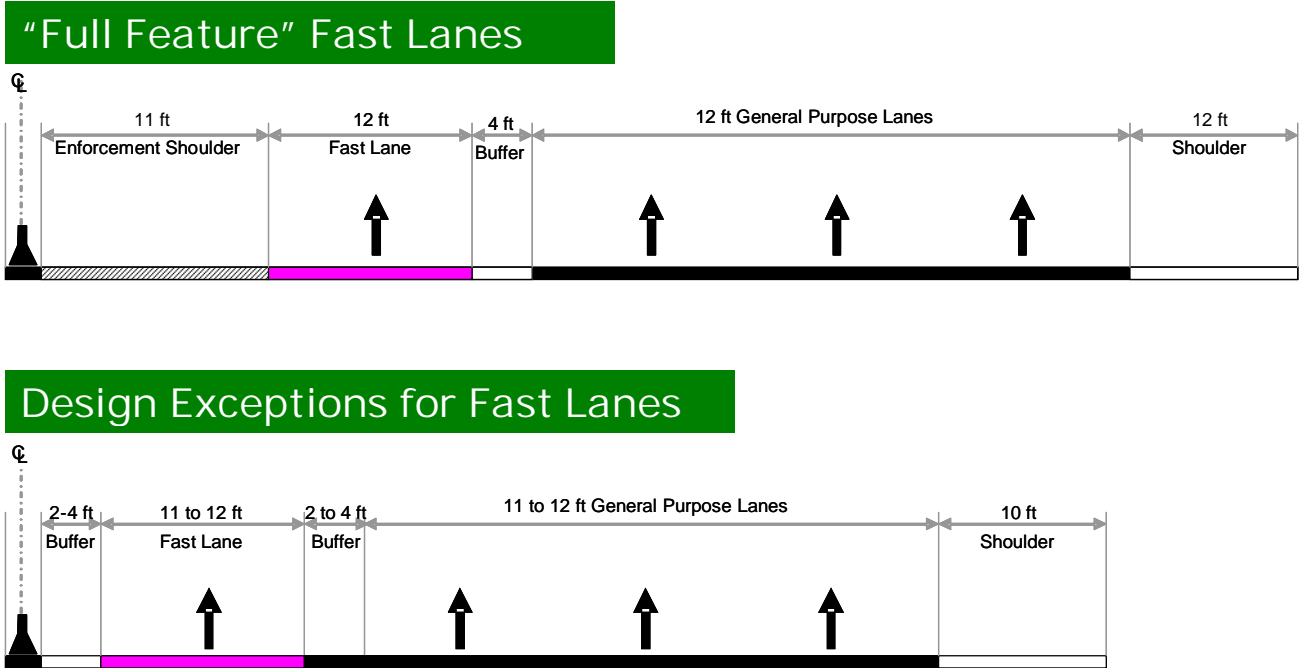 “Full Feature” Fast Lanes
℄
11 ft
12 ft
4 ft
12 ft General Purpose Lanes
12 ft
Enforcement Shoulder
Fast Lane
Buffer
Shoulder
Design Exceptions for Fast Lanes
℄
2-4 ft
11 to 12 ft
2 to 4 ft
11 to 12 ft General Purpose Lanes
10 ft
Buffer
Fast Lane
Buffer
Shoulder